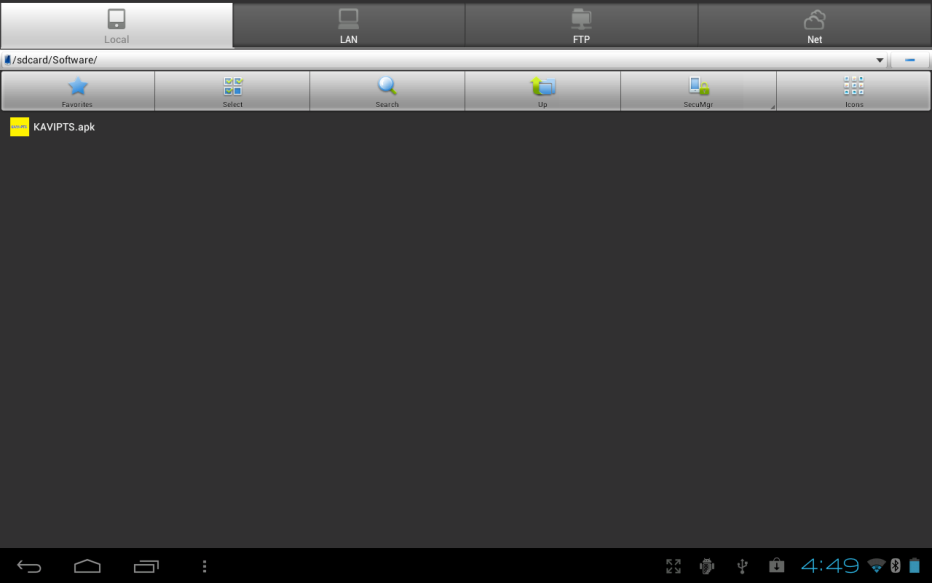 Local
LAN
FTP
Net
/sdcard/Software/
Favorites
Select
Search
Up
SecuMgr
Icons
KAVIPTS.apk
4:49